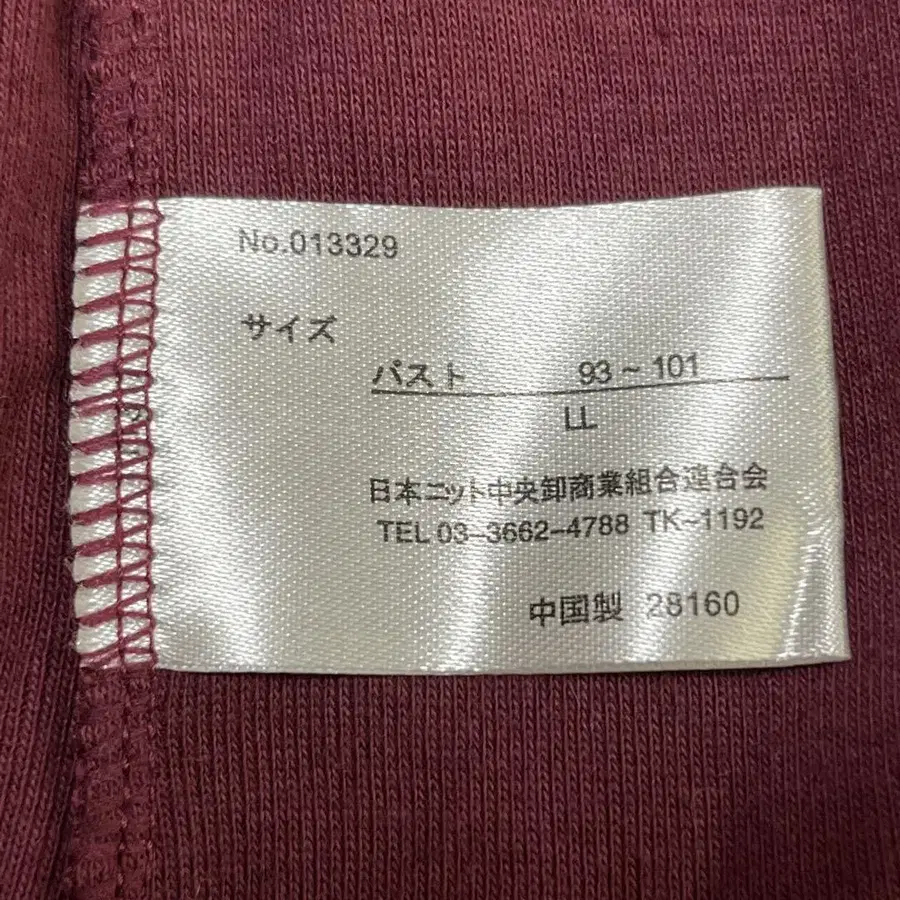 No.013329
サイズ
バスト 93~101
LL
日本ニット中央卸商業組合連合会
TEL 03-3662-4788 TK-1192
中国製 28160